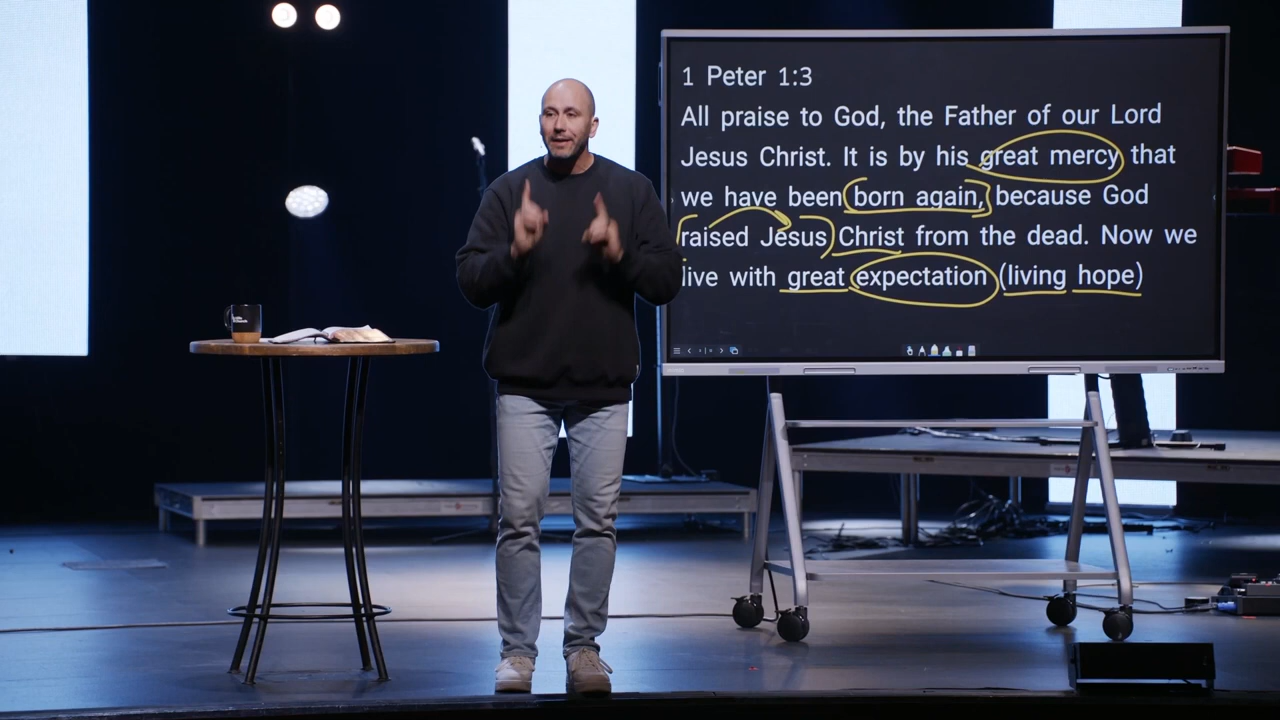 1 Peter 1:3
All praise to God, the Father of our Lord
Jesus Christ. It is by his great mercy that
we have been born again, because God
raised Jesus Christ from the dead. Now we
live with great expectation (living hope)